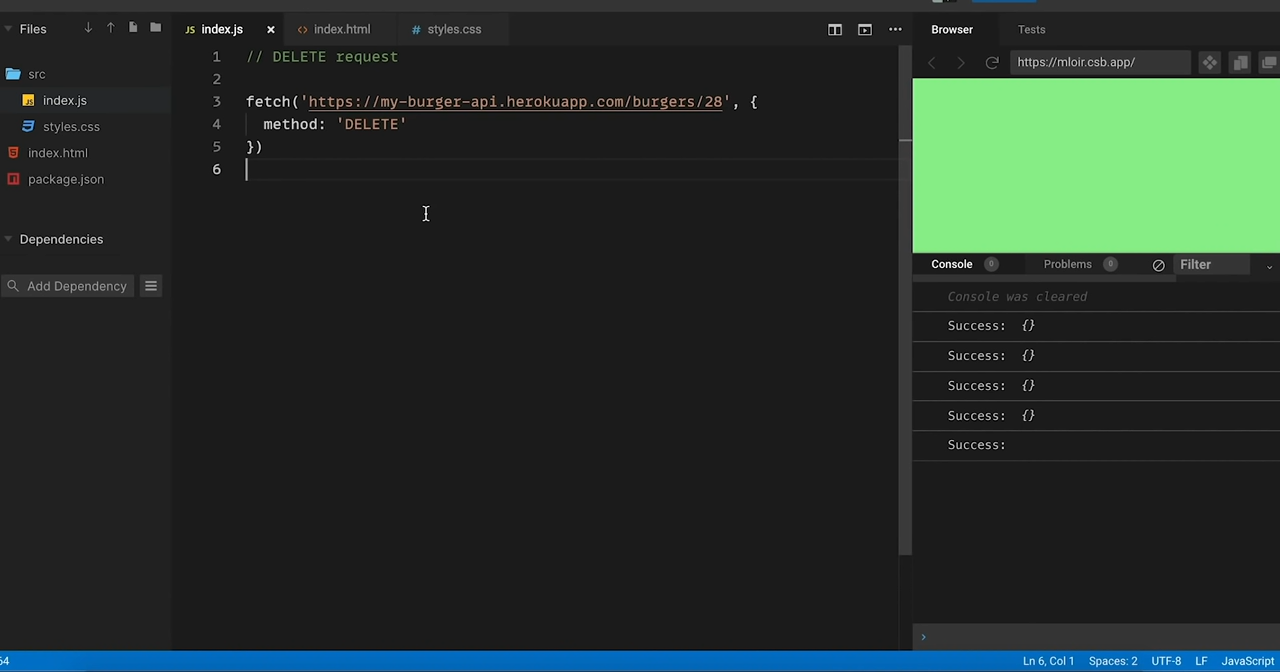 Files
src
index.js
styles.css
index.html
package.json
Dependencies
Add Dependency
JS index.js × <> index.html # styles.css
1 // DELETE request
2
3 fetch('https://my-burger-api.herokuapp.com/burgers/28', {
4 method: 'DELETE'
5 })
6
Browser Tests
https://mloir.csb.app/
Console 0 Problems 0 Filter
Console was cleared
Success: {}
Success: {}
Success: {}
Success: {}
Success:
›
64 Ln 6, Col 1 Spaces: 2 UTF-8 LF JavaScript